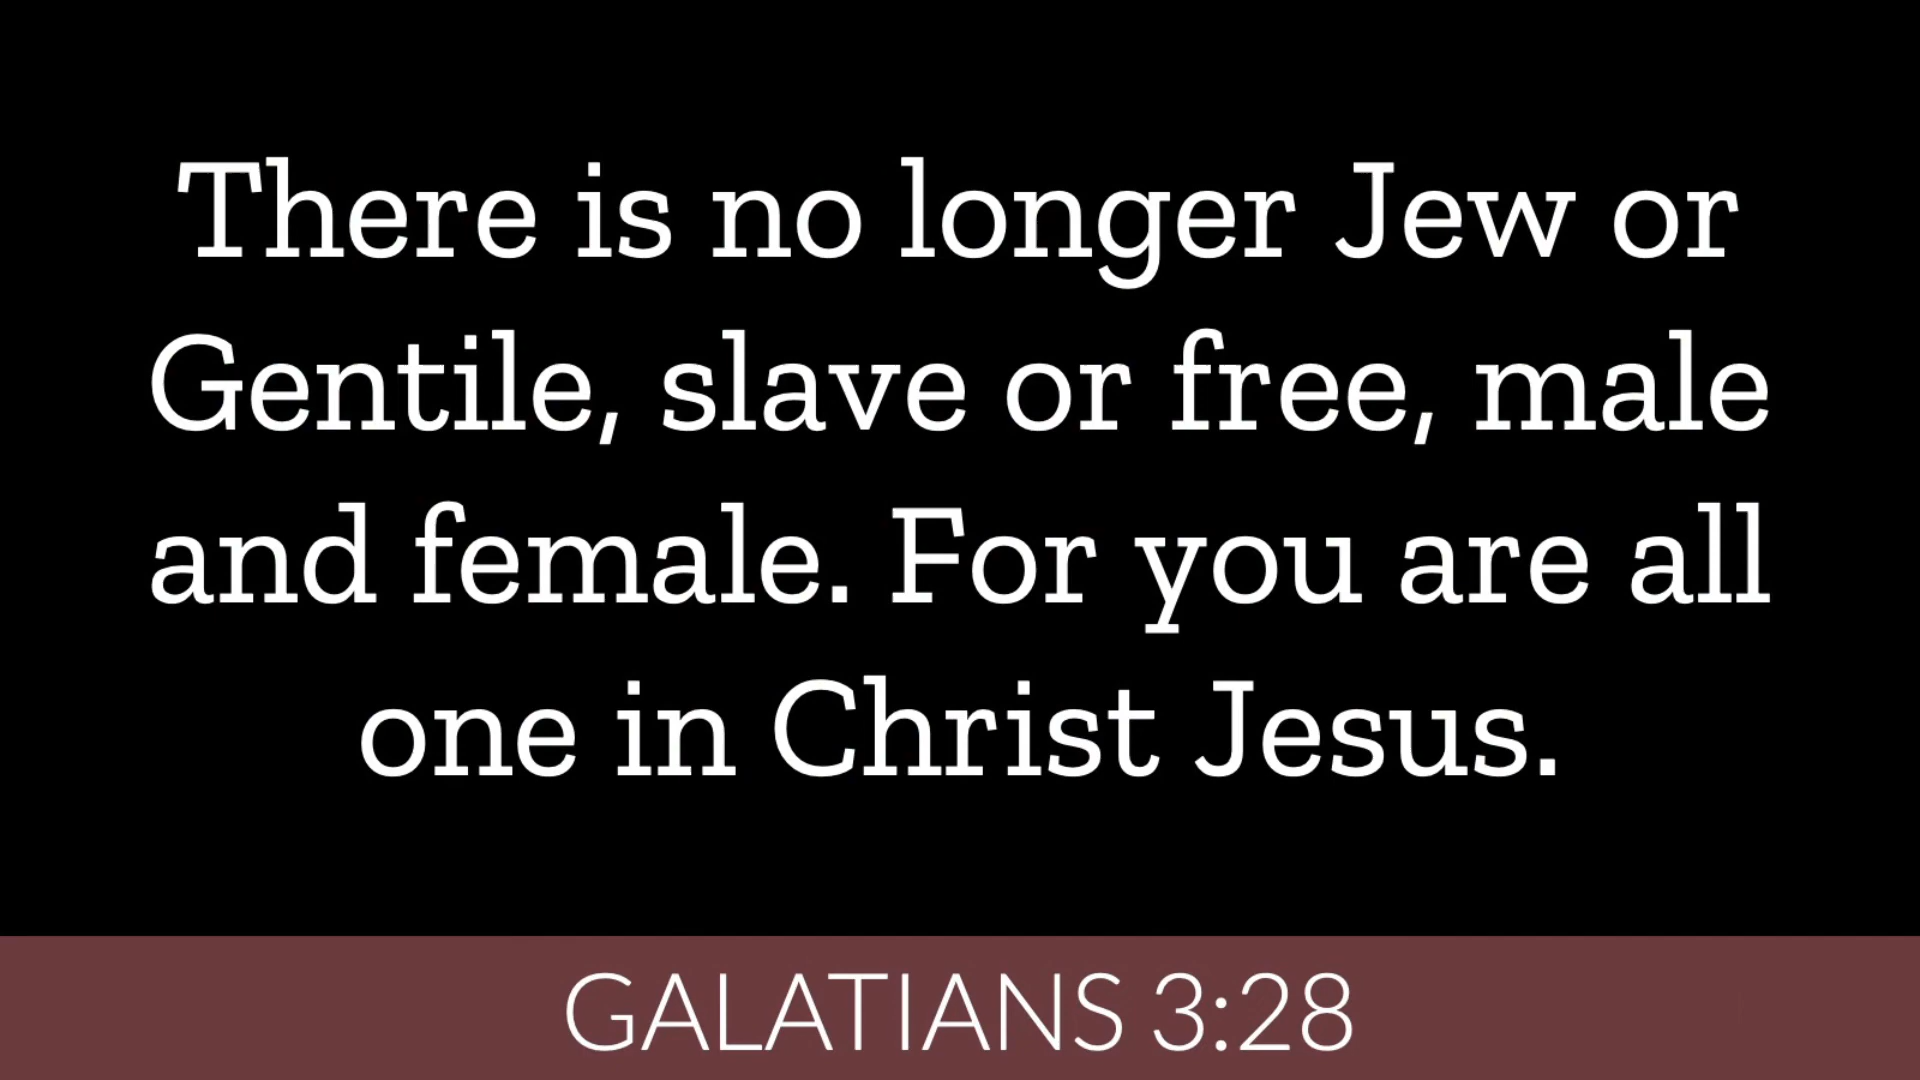 There is no longer Jew or
Gentile, slave or free, male
and female. For you are all
one in Christ Jesus.
GALATIANS 3:28